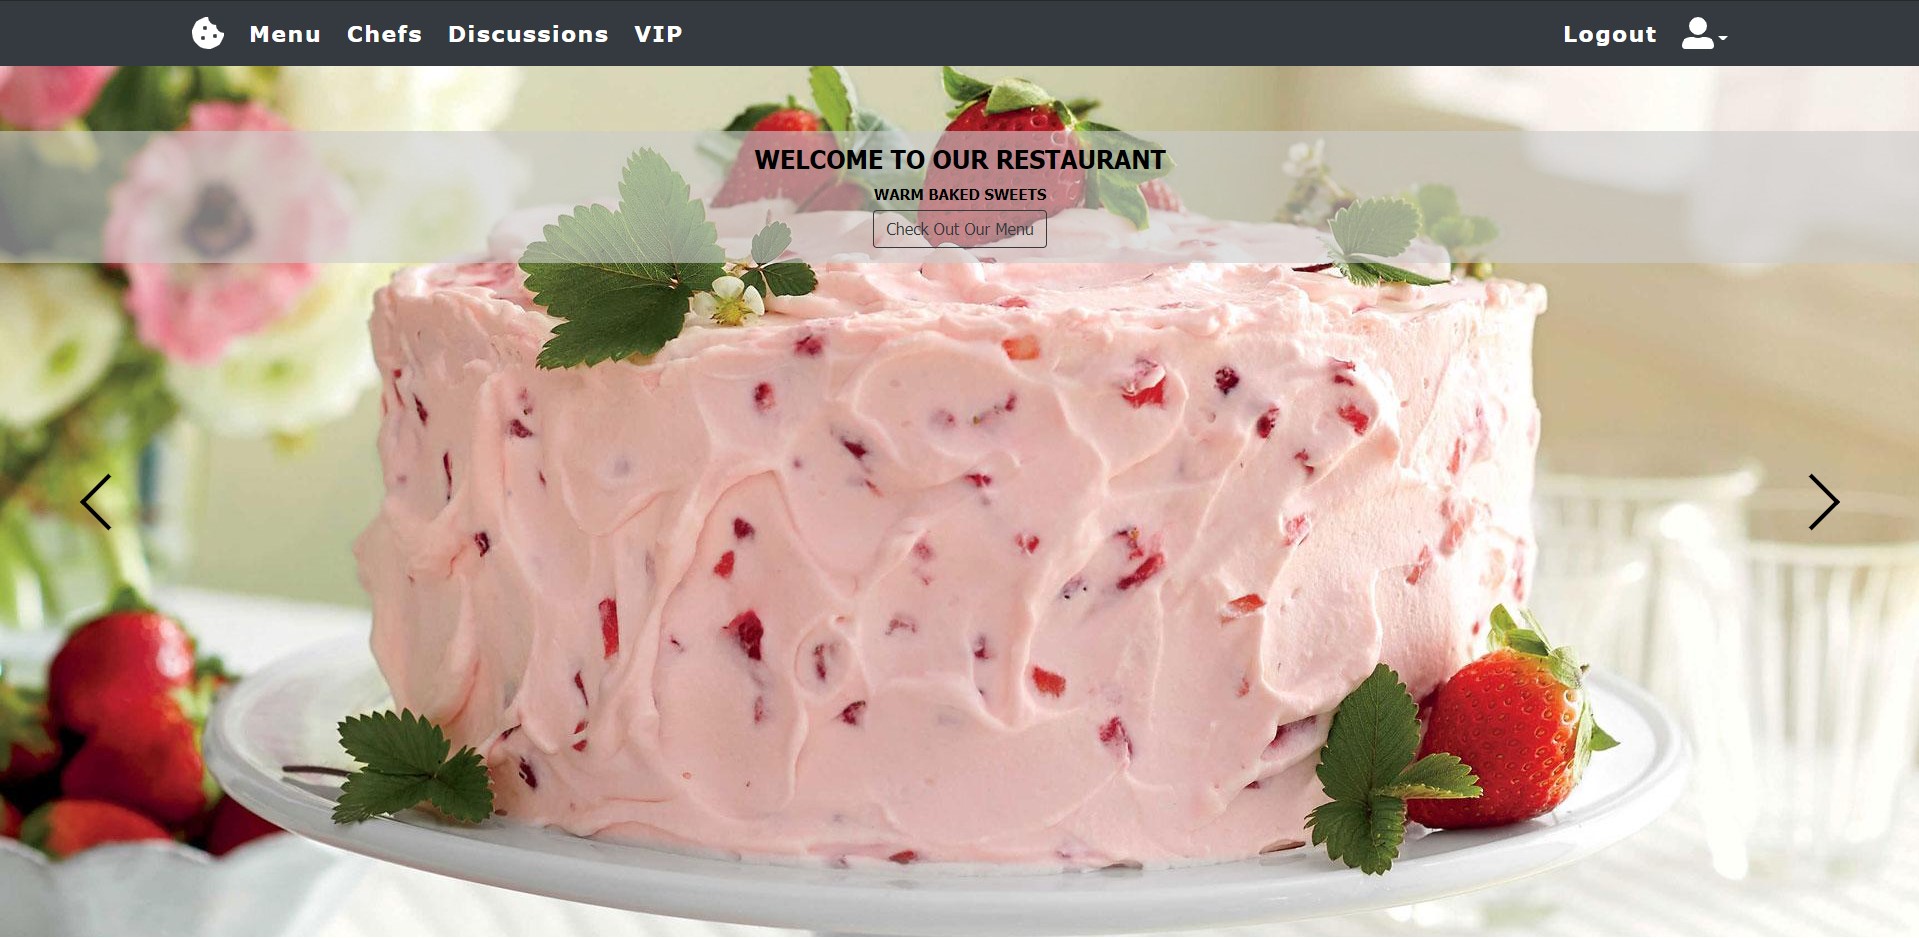 Menu Chefs Discussions VIP Logout
WELCOME TO OUR RESTAURANT
WARM BAKED SWEETS
Check Out Our Menu